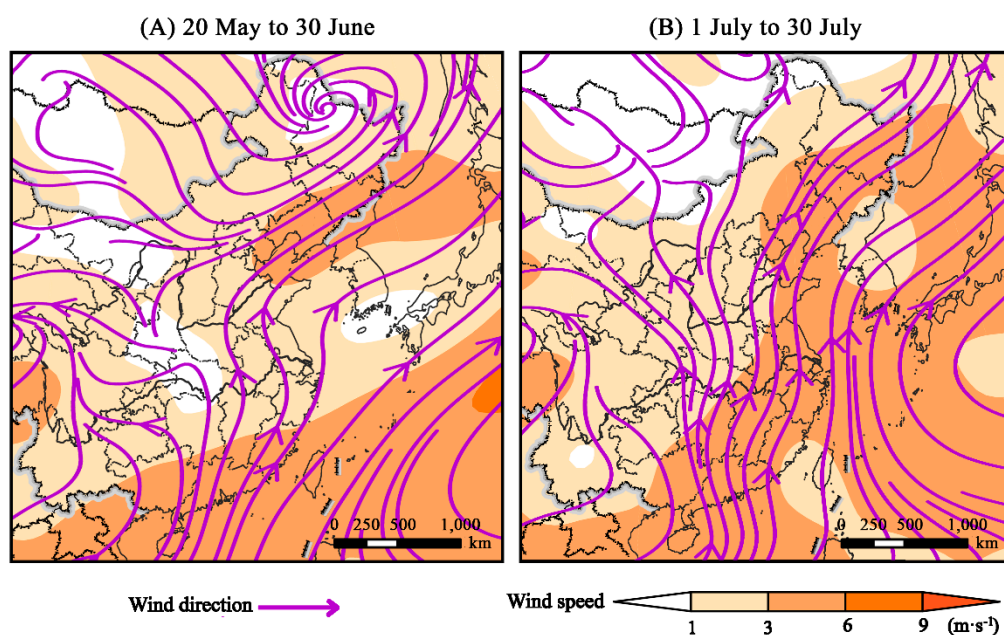 (A) 20 May to 30 June
(B) 1 July to 30 July
0 250 500 1,000
km
0 250 500 1,000
km
Wind direction
Wind speed
1 3 6 9 (m·s⁻¹)